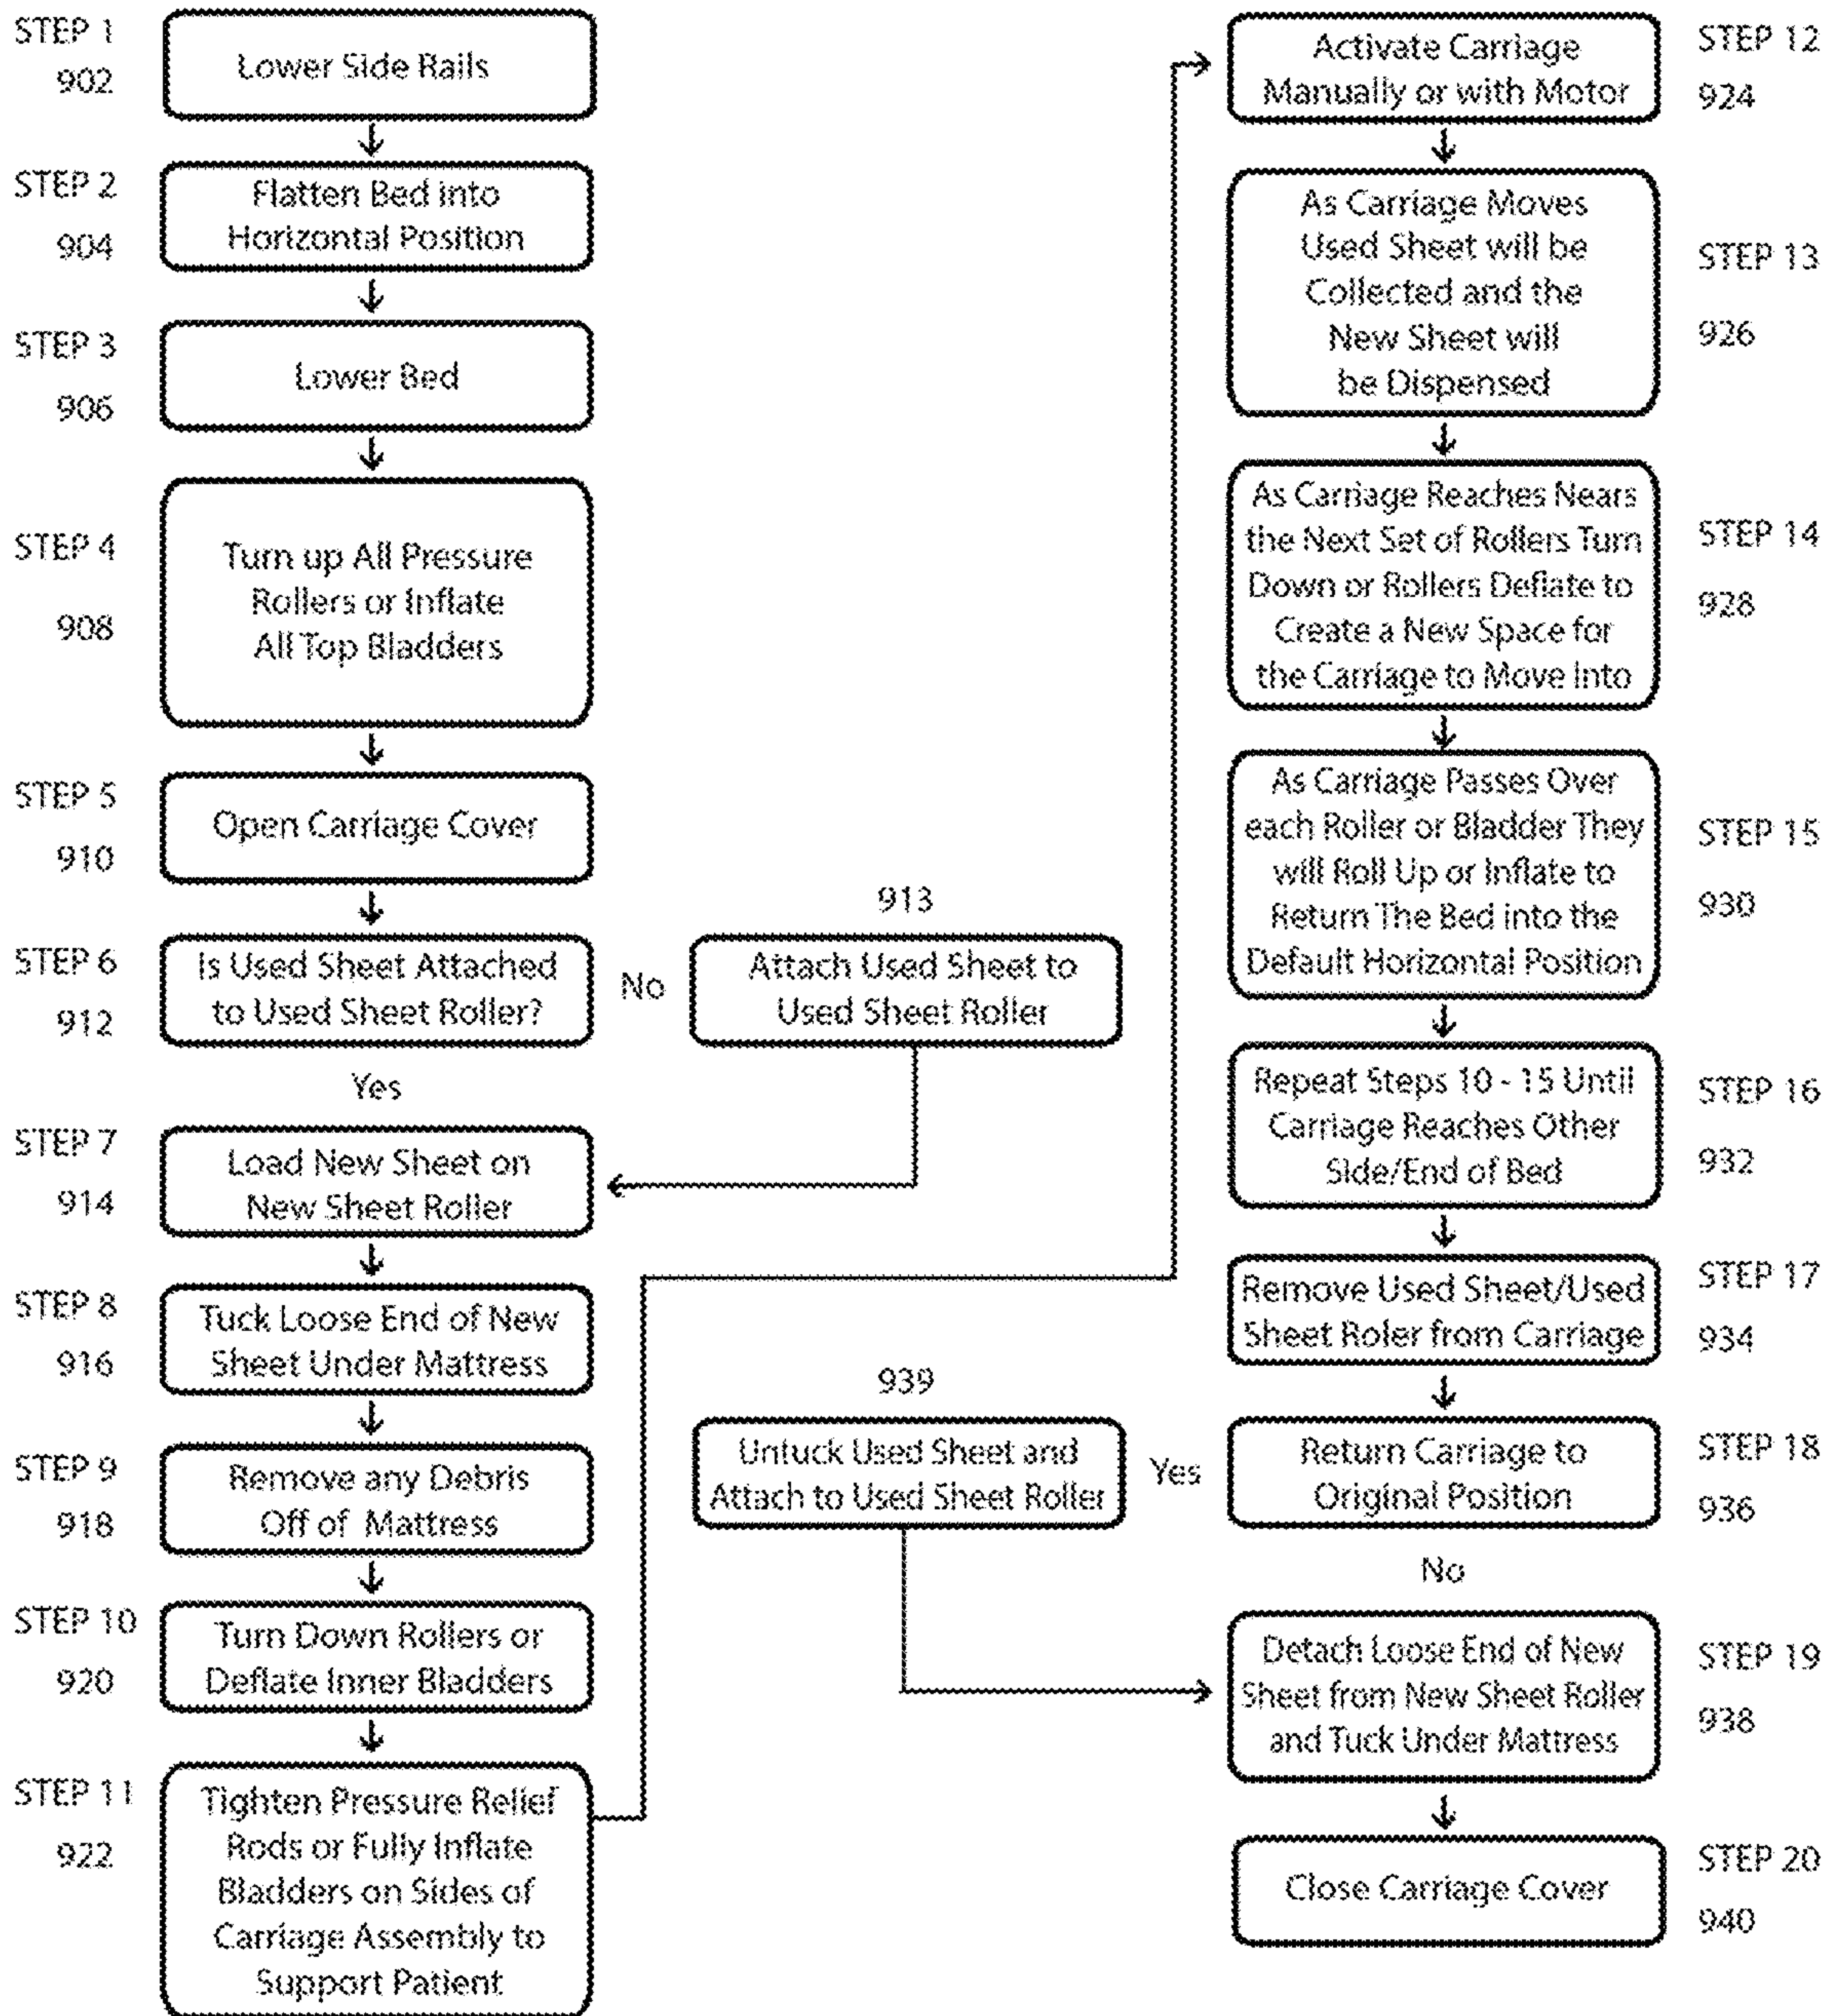 STEP 1
902
Lower Side Rails
STEP 2
904
Flatten Bed into
Horizontal Position
STEP 3
906
Lower Bed
STEP 4
908
Turn up All Pressure
Rollers or Inflate
All Top Bladders
STEP 5
910
Open Carriage Cover
STEP 6
912
Is Used Sheet Attached
to Used Sheet Roller?
No
913
Attach Used Sheet to
Used Sheet Roller
Yes
STEP 7
914
Load New Sheet on
New Sheet Roller
STEP 8
916
Tuck Loose End of New
Sheet Under Mattress
STEP 9
918
Remove any Debris
Off of Mattress
STEP 10
920
Turn Down Rollers or
Deflate Inner Bladders
STEP 11
922
Tighten Pressure Relief
Rods or Fully Inflate
Bladders on Sides of
Carriage Assembly to
Support Patient
Activate Carriage
Manually or with Motor
STEP 12
924
As Carriage Moves
Used Sheet will be
Collected and the
New Sheet will
be Dispensed
STEP 13
926
As Carriage Reaches Nears
the Next Set of Rollers Turn
Down or Rollers Deflate to
Create a New Space for
the Carriage to Move Into
STEP 14
928
As Carriage Passes Over
each Roller or Bladder They
will Roll Up or Inflate to
Return The Bed into the
Default Horizontal Position
STEP 15
930
Repeat Steps 10 - 15 Until
Carriage Reaches Other
Side/End of Bed
STEP 16
932
Remove Used Sheet/Used
Sheet Roler from Carriage
STEP 17
934
Return Carriage to
Original Position
STEP 18
936
Yes
939
Untuck Used Sheet and
Attach to Used Sheet Roller
No
Detach Loose End of New
Sheet from New Sheet Roller
and Tuck Under Mattress
STEP 19
938
Close Carriage Cover
STEP 20
940